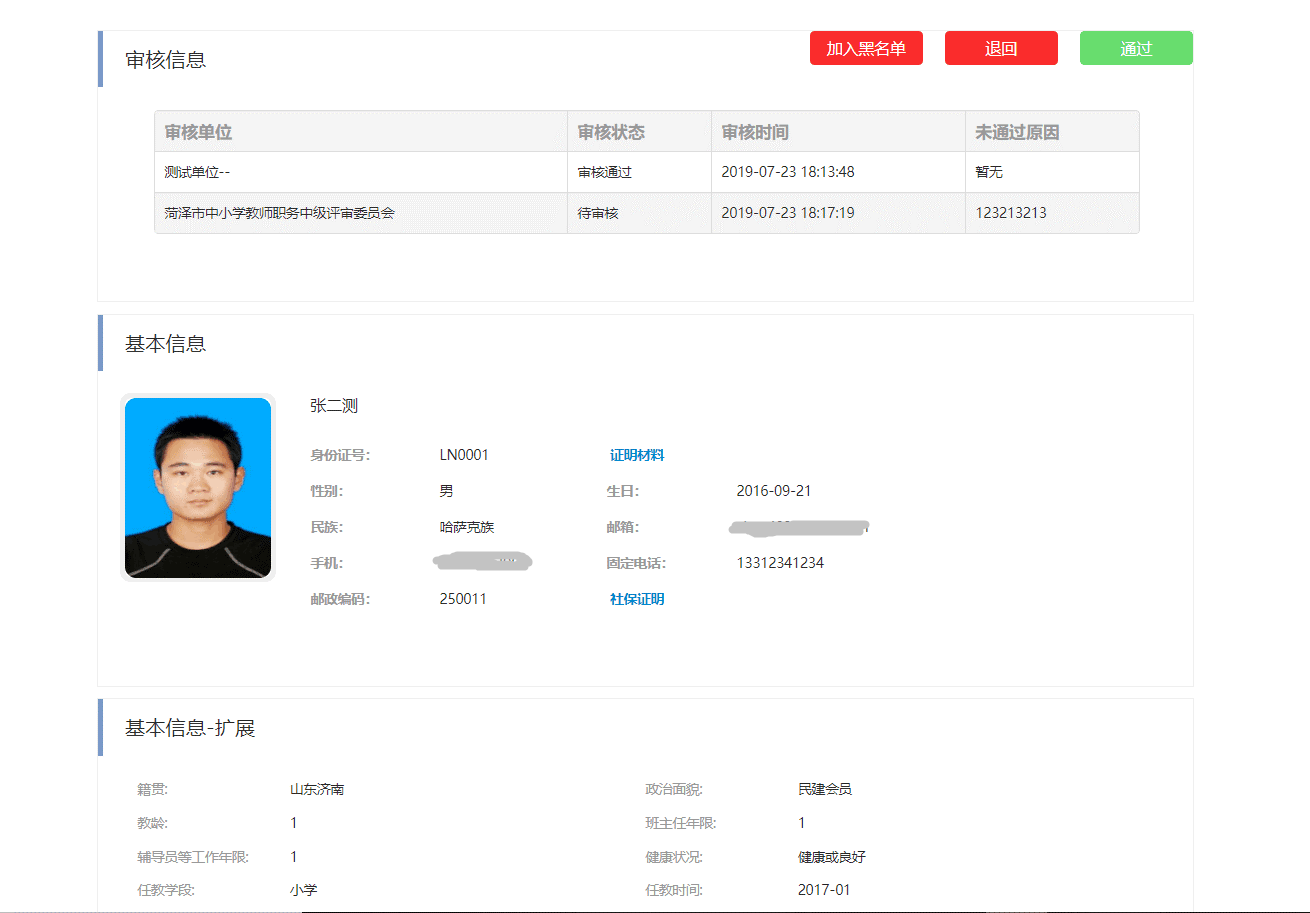 审核信息 加入黑名单 退回 通过
审核单位 审核状态 审核时间 未通过原因
测试单位-- 审核通过 2019-07-23 18:13:48 暂无
菏泽市中小学教师职务中级评审委员会 待审核 2019-07-23 18:17:19 123213213
基本信息
张二测
身份证号: LN0001 证明材料
性别: 男 生日: 2016-09-21
民族: 哈萨克族 邮箱:
手机: 固定电话: 13312341234
邮政编码: 250011 社保证明
基本信息-扩展
籍贯: 山东济南 政治面貌: 民建会员
教龄: 1 班主任年限: 1
辅导员等工作年限: 1 健康状况: 健康或良好
任教学段: 小学 任教时间: 2017-01